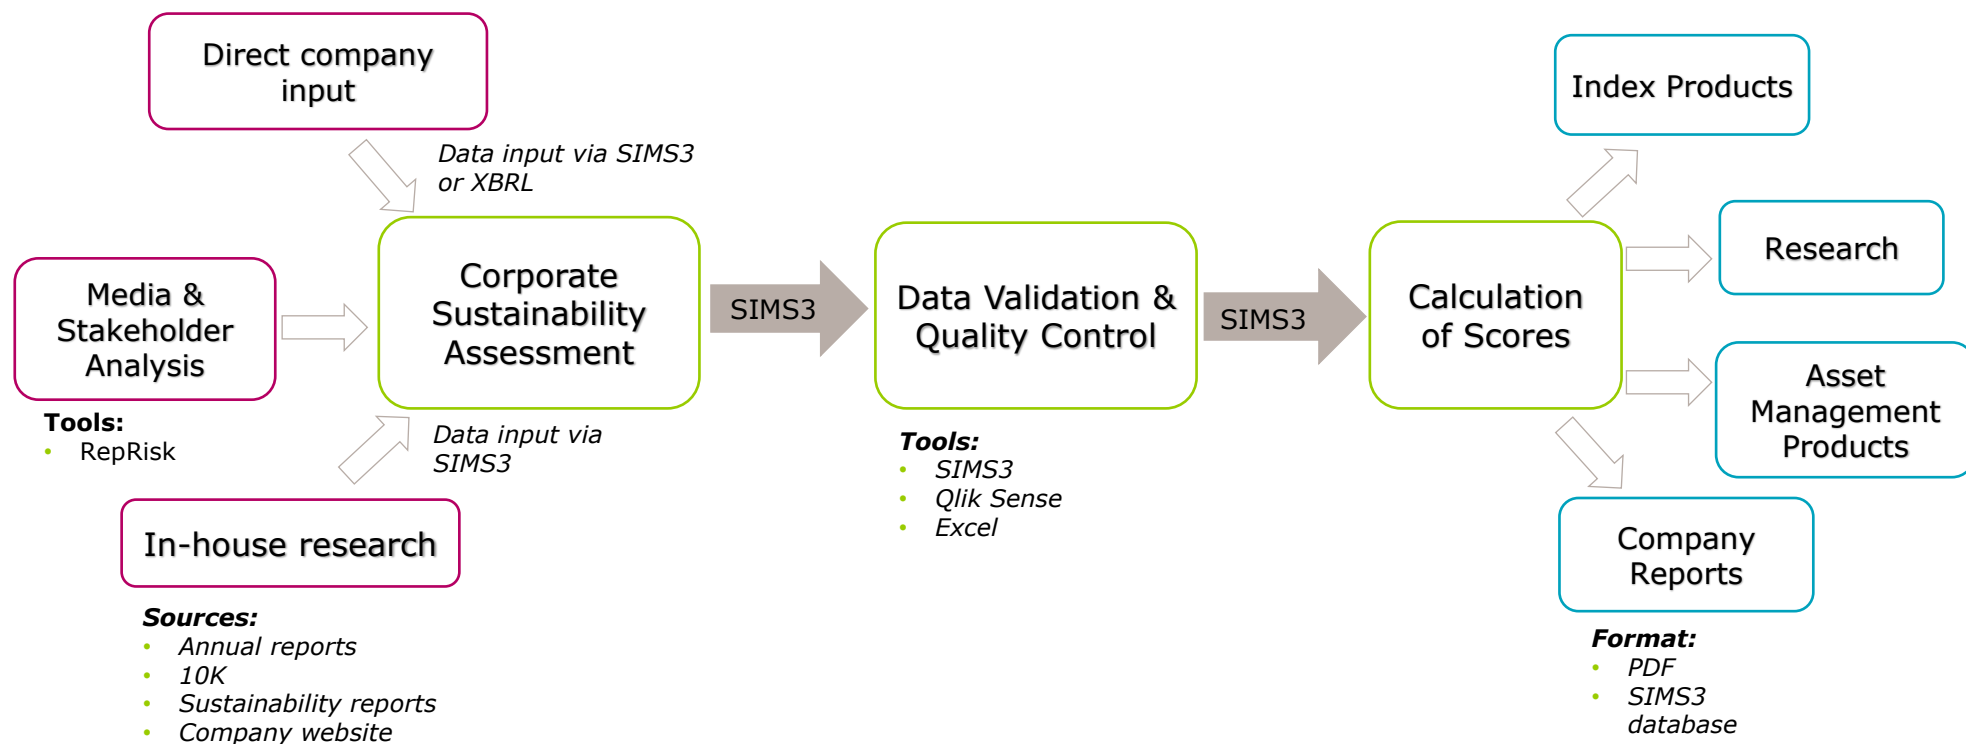 Direct company
input
Data input via SIMS3
or XBRL
Media &
Stakeholder
Analysis
Tools:
• RepRisk
Corporate
Sustainability
Assessment
Data input via
SIMS3
In-house research
Sources:
• Annual reports
• 10K
• Sustainability reports
• Company website
SIMS3
Data Validation &
Quality Control
Tools:
• SIMS3
• Qlik Sense
• Excel
SIMS3
Calculation
of Scores
Index Products
Research
Asset
Management
Products
Company
Reports
Format:
• PDF
• SIMS3
database